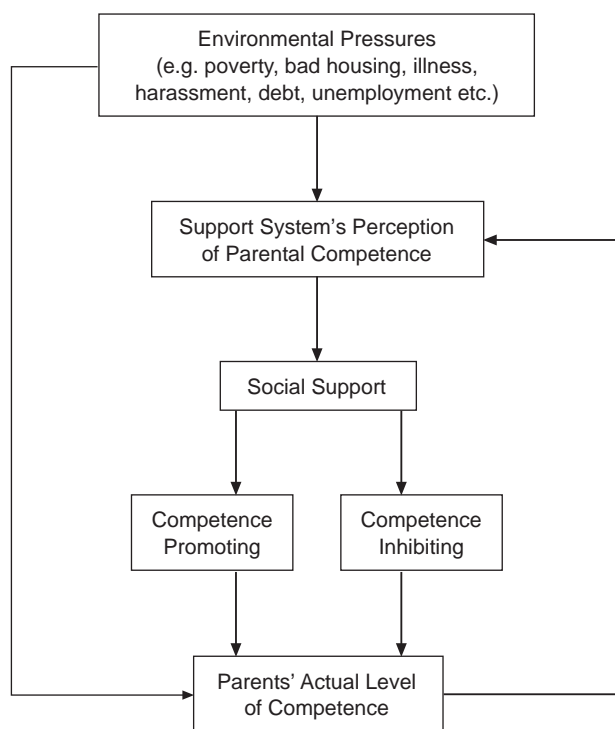 Environmental Pressures
(e.g. poverty, bad housing, illness,
harassment, debt, unemployment etc.)
Support System’s Perception
of Parental Competence
Social Support
Competence
Promoting
Competence
Inhibiting
Parents’ Actual Level
of Competence